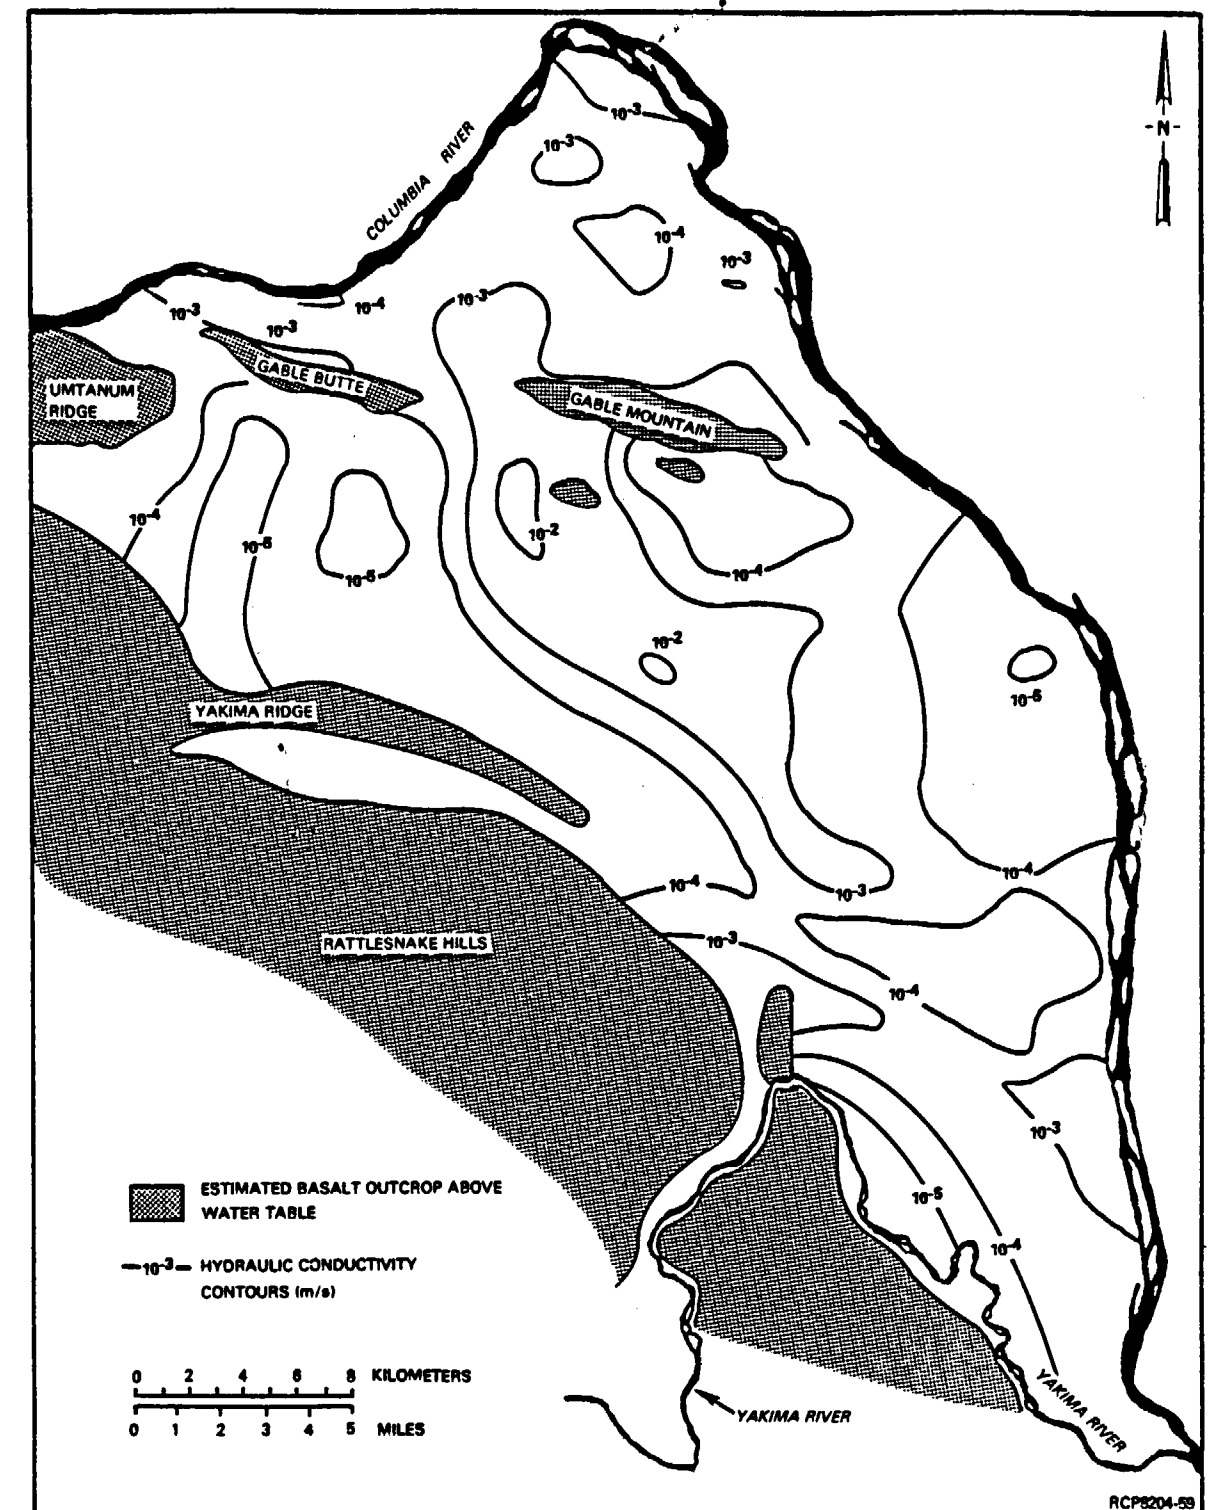 10-3
-N-
10-3
COLUMBIA RIVER
10-4
10-3
10-3
10-4
10-3
10-3
GABLE BUTTE
UMTANUM
RIDGE
GABLE MOUNTAIN
10-4
10-5
10-2
10-5
10-4
10-2
10-5
YAKIMA RIDGE
10-4
10-4
10-3
RATTLESNAKE HILLS
10-3
10-4
10-3
10-5
10-4
ESTIMATED BASALT OUTCROP ABOVE
WATER TABLE
—10-3— HYDRAULIC CONDUCTIVITY
CONTOURS (m/s)
0 2 4 6 8 KILOMETERS
0 1 2 3 4 5 MILES
YAKIMA RIVER
YAKIMA RIVER
RCP8204-59